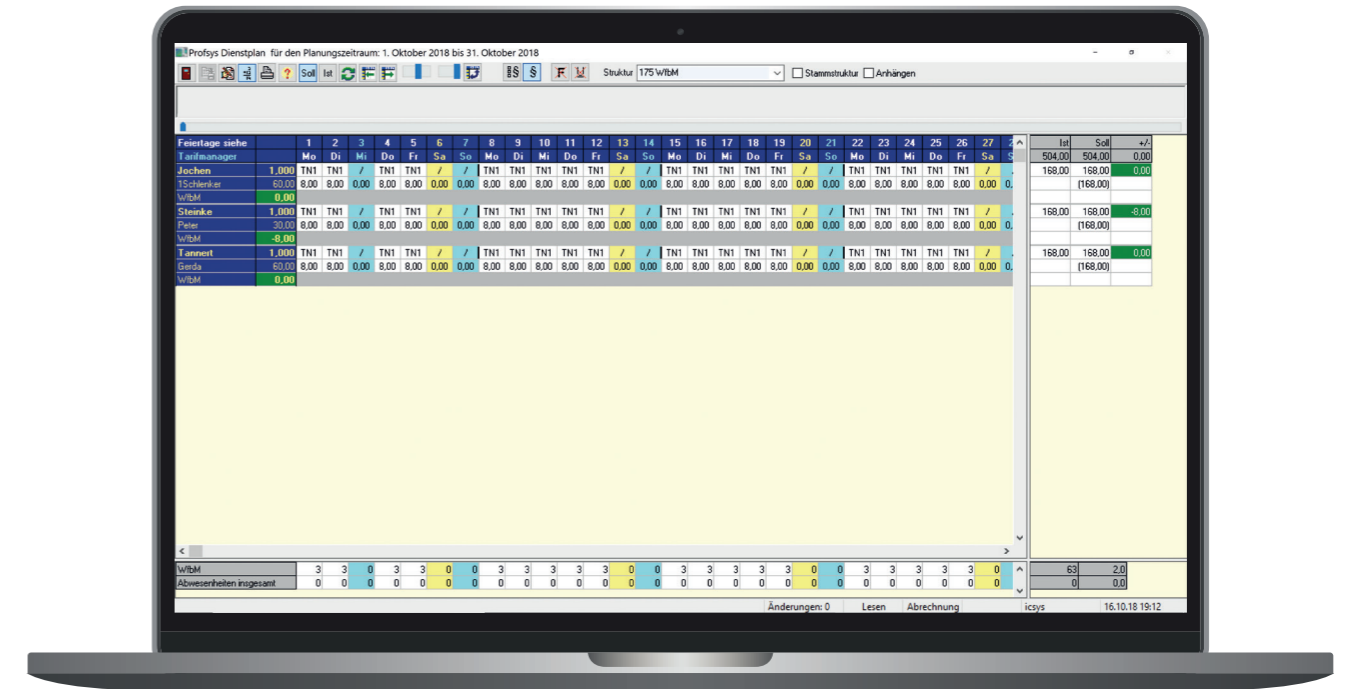 Profsys Dienstplan für den Planungszeitraum: 1. Oktober 2018 bis 31. Oktober 2018
? Soll Ist §§ § F U Struktur 175 WfbM Stammstruktur Anhängen
Feiertage siehe 1 2 3 4 5 6 7 8 9 10 11 12 13 14 15 16 17 18 19 20 21 22 23 24 25 26 27 2 Ist Soll +/-
Tarifmanager Mo Di Mi Do Fr Sa So Mo Di Mi Do Fr Sa So Mo Di Mi Do Fr Sa So Mo Di Mi Do Fr Sa S 504,00 504,00 0,00
Jochen 1,000 TN1 TN1 / TN1 TN1 / / TN1 TN1 TN1 TN1 TN1 / / TN1 TN1 TN1 TN1 TN1 / / TN1 TN1 TN1 TN1 TN1 / 168,00 168,00 0,00
1Schlenker 60,00 8,00 8,00 0,00 8,00 8,00 0,00 0,00 8,00 8,00 8,00 8,00 8,00 0,00 0,00 8,00 8,00 8,00 8,00 8,00 0,00 0,00 8,00 8,00 8,00 8,00 8,00 0,00 0, (168,00)
WfbM 0,00
Steinke 1,000 TN1 TN1 / TN1 TN1 / / TN1 TN1 TN1 TN1 TN1 / / TN1 TN1 TN1 TN1 TN1 / / TN1 TN1 TN1 TN1 TN1 / 168,00 168,00 -8,00
Peter 30,00 8,00 8,00 0,00 8,00 8,00 0,00 0,00 8,00 8,00 8,00 8,00 8,00 0,00 0,00 8,00 8,00 8,00 8,00 8,00 0,00 0,00 8,00 8,00 8,00 8,00 8,00 0,00 0, (168,00)
WfbM -8,00
Tannert 1,000 TN1 TN1 / TN1 TN1 / / TN1 TN1 TN1 TN1 TN1 / / TN1 TN1 TN1 TN1 TN1 / / TN1 TN1 TN1 TN1 TN1 / 168,00 168,00 0,00
Gerda 60,00 8,00 8,00 0,00 8,00 8,00 0,00 0,00 8,00 8,00 8,00 8,00 8,00 0,00 0,00 8,00 8,00 8,00 8,00 8,00 0,00 0,00 8,00 8,00 8,00 8,00 8,00 0,00 0, (168,00)
WfbM 0,00
WfbM 3 3 0 3 3 0 0 3 3 3 3 3 0 0 3 3 3 3 3 0 0 3 3 3 3 3 0 63 2,0
Abwesenheiten insgesamt 0 0 0 0 0 0 0 0 0 0 0 0 0 0 0 0 0 0 0 0 0 0 0 0 0 0 0 0 0,0
Änderungen: 0 Lesen Abrechnung icsys 16.10.18 19:12